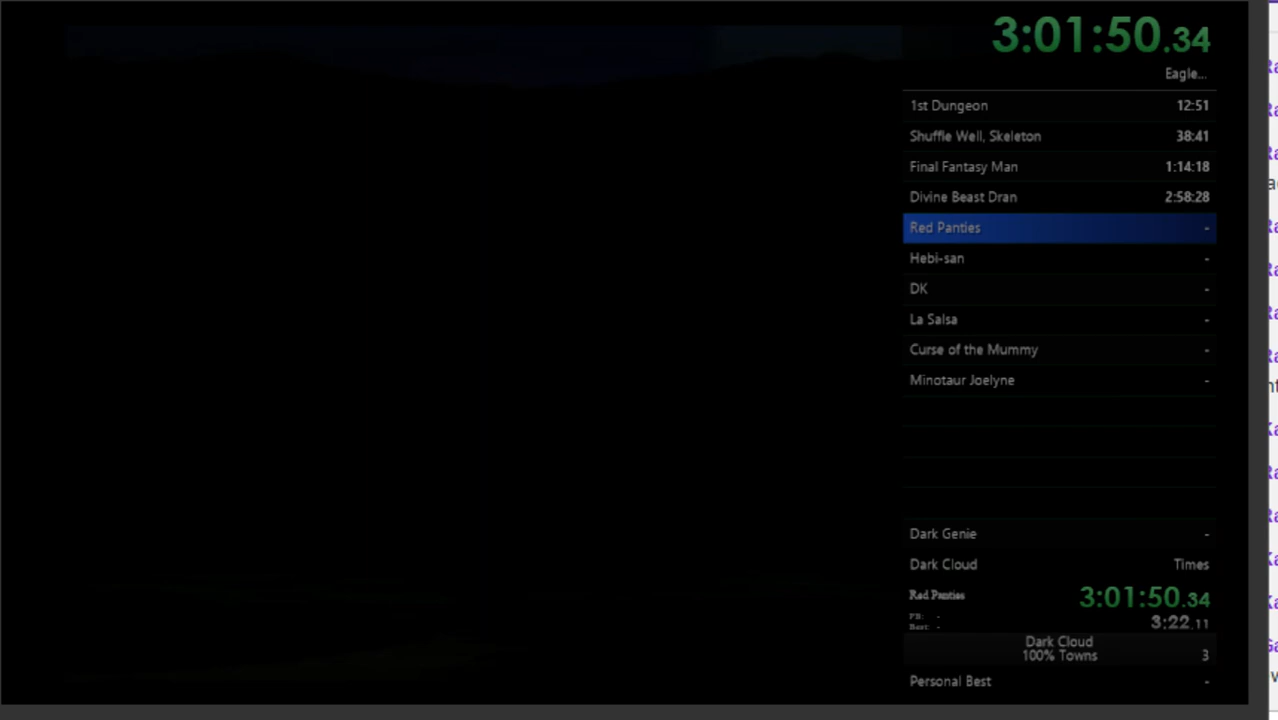 3:01:50.34
Eagle...
1st Dungeon 12:51
Shuffle Well, Skeleton 38:41
Final Fantasy Man 1:14:18
Divine Beast Dran 2:58:28
Red Panties -
Hebi-san -
DK -
La Salsa -
Curse of the Mummy -
Minotaur Joelyne -
Dark Genie -
Dark Cloud Times
Red Panties 3:01:50.34
PB: -
Best: - 3:22.11
Dark Cloud
100% Towns 3
Personal Best -